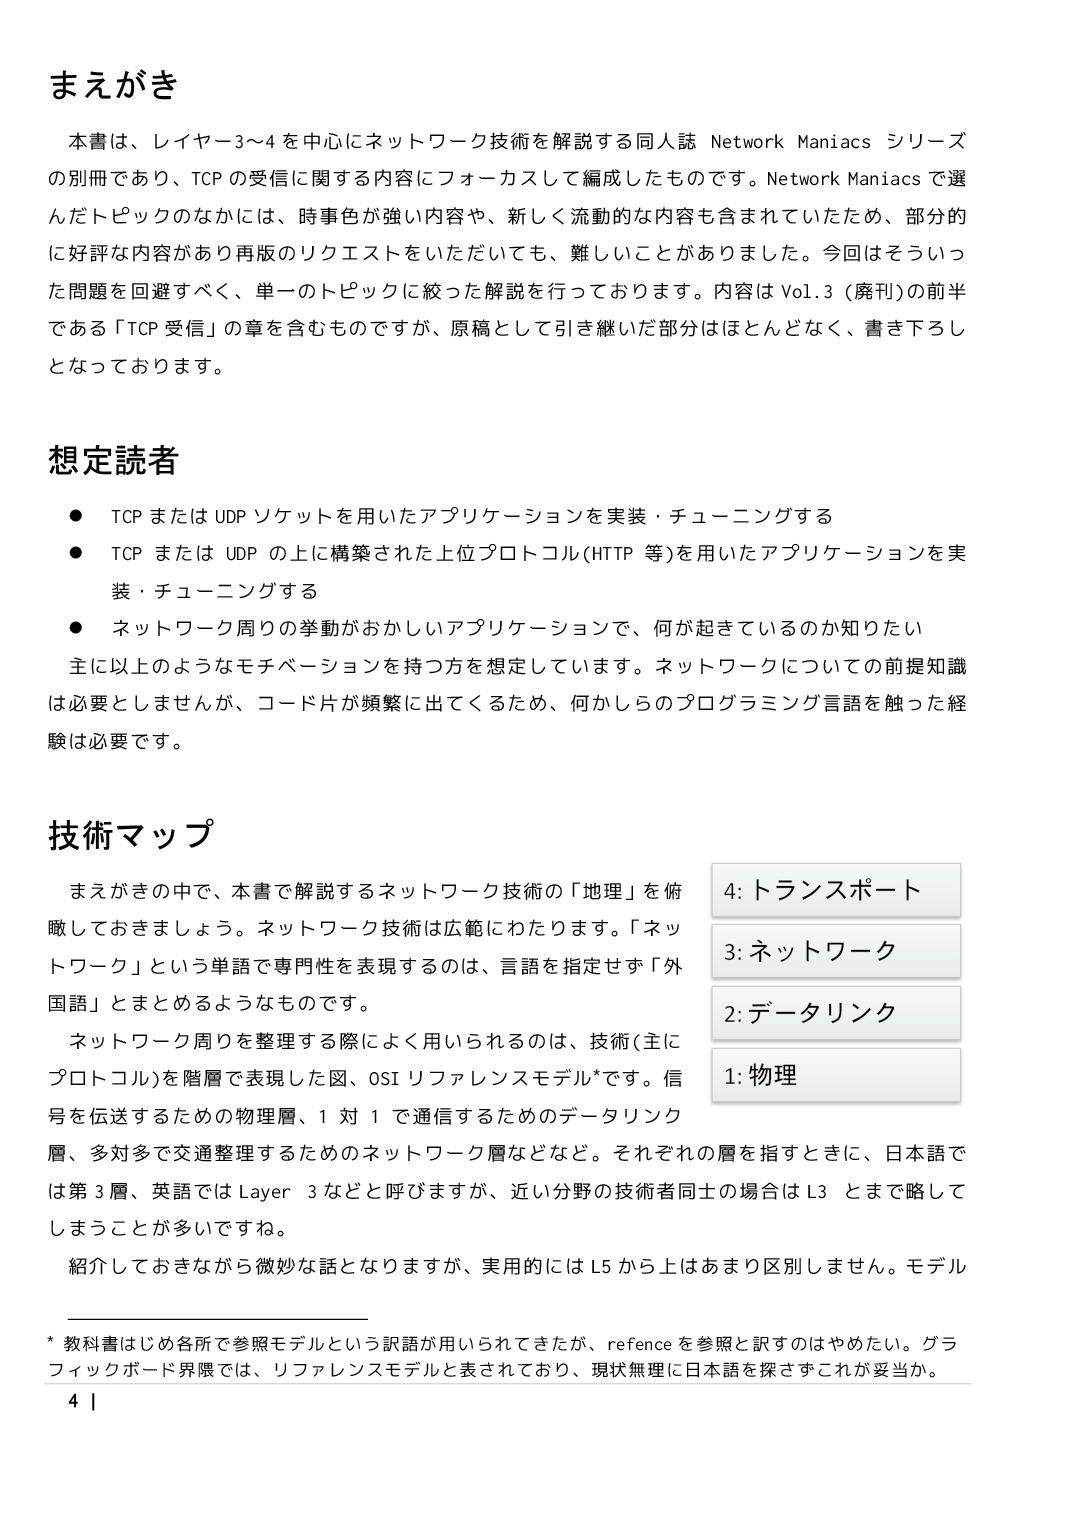 まえがき
本書は、レイヤー3～4 を中心にネットワーク技術を解説する同人誌 Network Maniacs シリーズ
の別冊であり、TCP の受信に関する内容にフォーカスして編成したものです。Network Maniacs で選
んだトピックのなかには、時事色が強い内容や、新しく流動的な内容も含まれていたため、部分的
に好評な内容があり再版のリクエストをいただいても、難しいことがありました。今回はそういっ
た問題を回避すべく、単一のトピックに絞った解説を行っております。内容は Vol.3 (廃刊)の前半
である「TCP 受信」の章を含むものですが、原稿として引き継いだ部分はほとんどなく、書き下ろし
となっております。
想定読者
● TCP または UDP ソケットを用いたアプリケーションを実装・チューニングする
● TCP または UDP の上に構築された上位プロトコル(HTTP 等)を用いたアプリケーションを実
装・チューニングする
● ネットワーク周りの挙動がおかしいアプリケーションで、何が起きているのか知りたい
主に以上のようなモチベーションを持つ方を想定しています。ネットワークについての前提知識
は必要としませんが、コード片が頻繁に出てくるため、何かしらのプログラミング言語を触った経
験は必要です。
技術マップ
まえがきの中で、本書で解説するネットワーク技術の「地理」を俯
瞰しておきましょう。ネットワーク技術は広範にわたります。「ネッ
トワーク」という単語で専門性を表現するのは、言語を指定せず「外
国語」とまとめるようなものです。
ネットワーク周りを整理する際によく用いられるのは、技術(主に
プロトコル)を階層で表現した図、OSI リファレンスモデル*です。信
号を伝送するための物理層、1 対 1 で通信するためのデータリンク
4: トランスポート
3: ネットワーク
2: データリンク
1: 物理
層、多対多で交通整理するためのネットワーク層などなど。それぞれの層を指すときに、日本語で
は第 3 層、英語では Layer 3 などと呼びますが、近い分野の技術者同士の場合は L3 とまで略して
しまうことが多いですね。
紹介しておきながら微妙な話となりますが、実用的には L5 から上はあまり区別しません。モデル
* 教科書はじめ各所で参照モデルという訳語が用いられてきたが、refence を参照と訳すのはやめたい。グラ
フィックボード界隈では、リファレンスモデルと表されており、現状無理に日本語を探さずこれが妥当か。
4 |